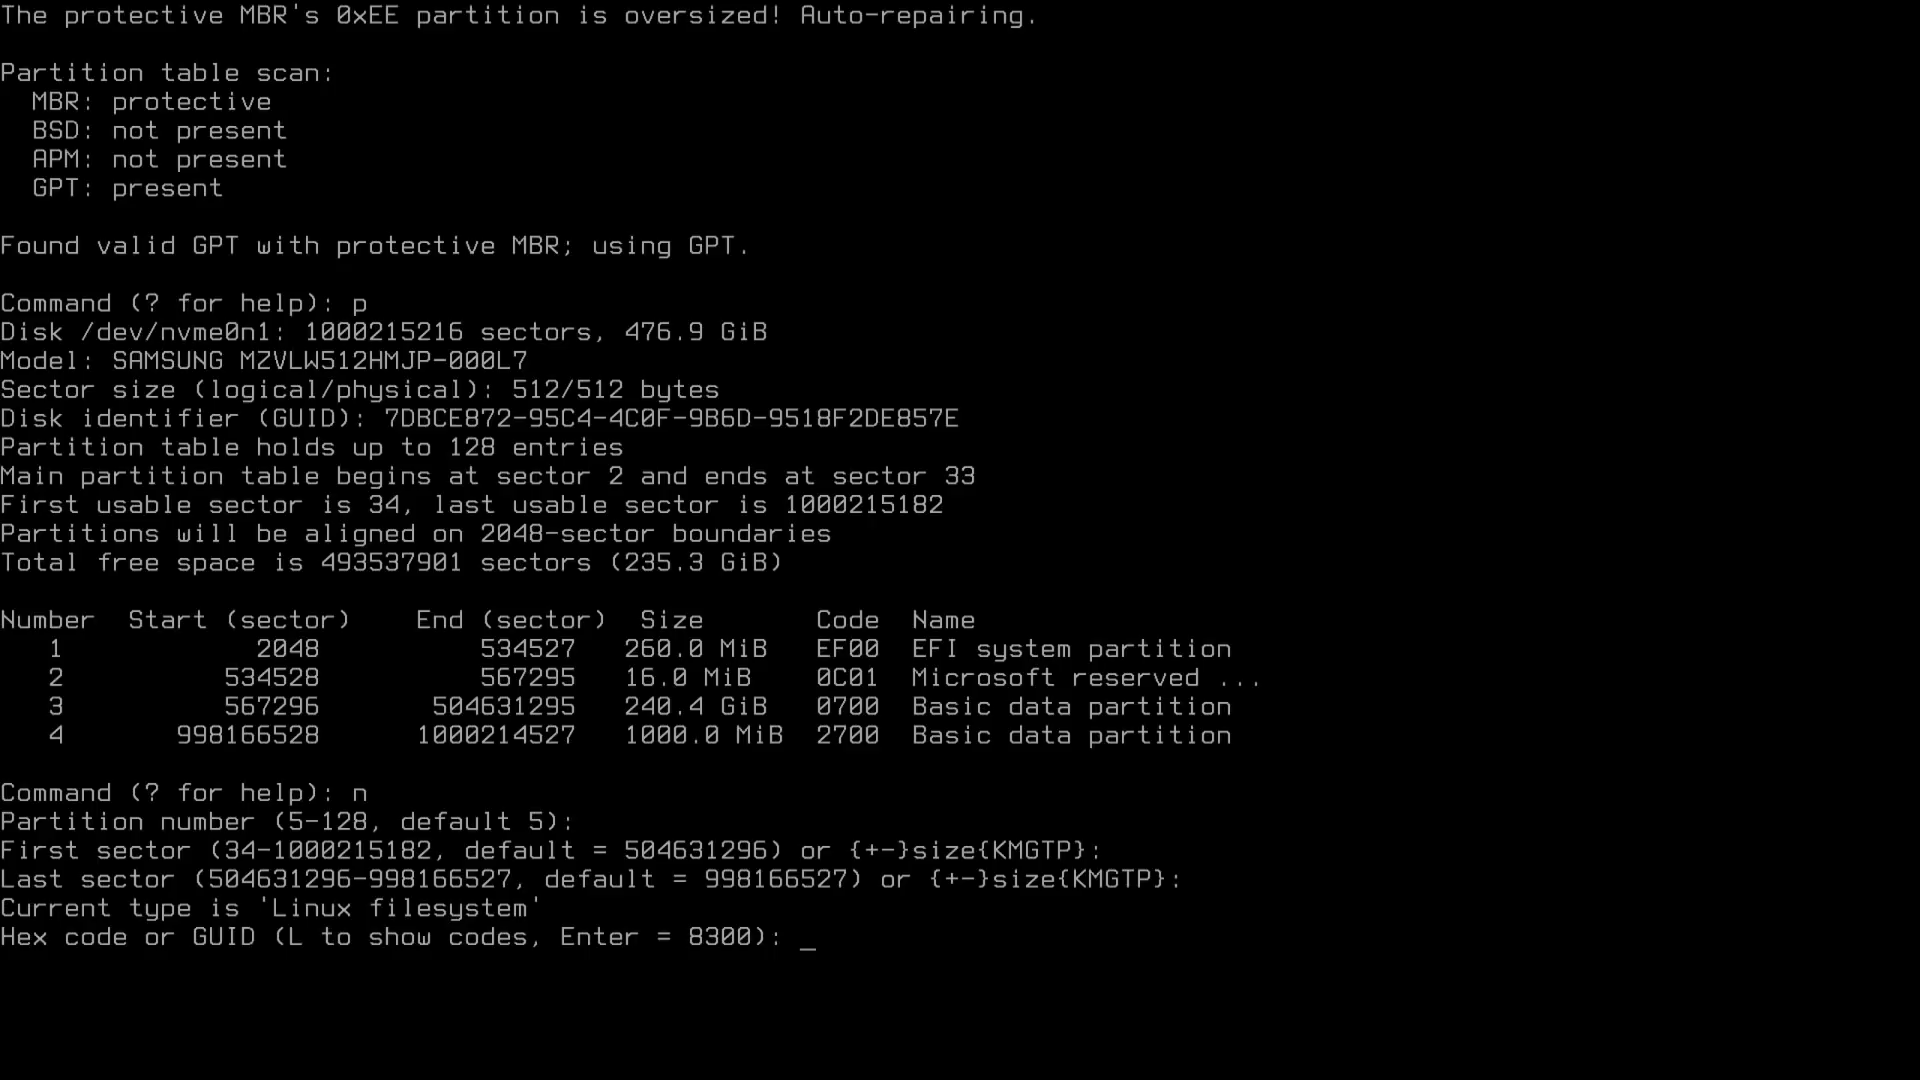 The protective MBR's 0xEE partition is oversized! Auto-repairing.
Partition table scan:
MBR: protective
BSD: not present
APM: not present
GPT: present
Found valid GPT with protective MBR; using GPT.
Command (? for help): p
Disk /dev/nvme0n1: 1000215216 sectors, 476.9 GiB
Model: SAMSUNG MZVLW512HMJP-000L7
Sector size (logical/physical): 512/512 bytes
Disk identifier (GUID): 7DBCE872-95C4-4C0F-9B6D-9518F2DE857E
Partition table holds up to 128 entries
Main partition table begins at sector 2 and ends at sector 33
First usable sector is 34, last usable sector is 1000215182
Partitions will be aligned on 2048-sector boundaries
Total free space is 493537901 sectors (235.3 GiB)
Number  Start (sector)    End (sector)  Size       Code  Name
1            2048          534527   260.0 MiB   EF00  EFI system partition
2          534528          567295   16.0 MiB    0C01  Microsoft reserved ...
3          567296       504631295   240.4 GiB   0700  Basic data partition
4       998166528      1000214527   1000.0 MiB  2700  Basic data partition
Command (? for help): n
Partition number (5-128, default 5):
First sector (34-1000215182, default = 504631296) or {+-}size{KMGTP}:
Last sector (504631296-998166527, default = 998166527) or {+-}size{KMGTP}:
Current type is 'Linux filesystem'
Hex code or GUID (L to show codes, Enter = 8300): _